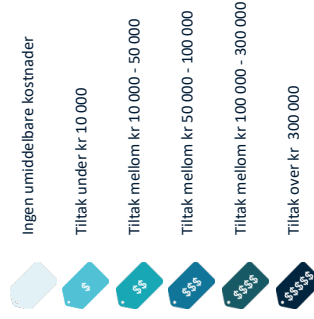 Ingen umiddelbare kostnader
Tiltak under kr 10 000
Tiltak mellom kr 10 000 - 50 000
Tiltak mellom kr 50 000 - 100 000
Tiltak mellom kr 100 000 - 300 000
Tiltak over kr 300 000
$
$$
$$$
$$$$
$$$$$